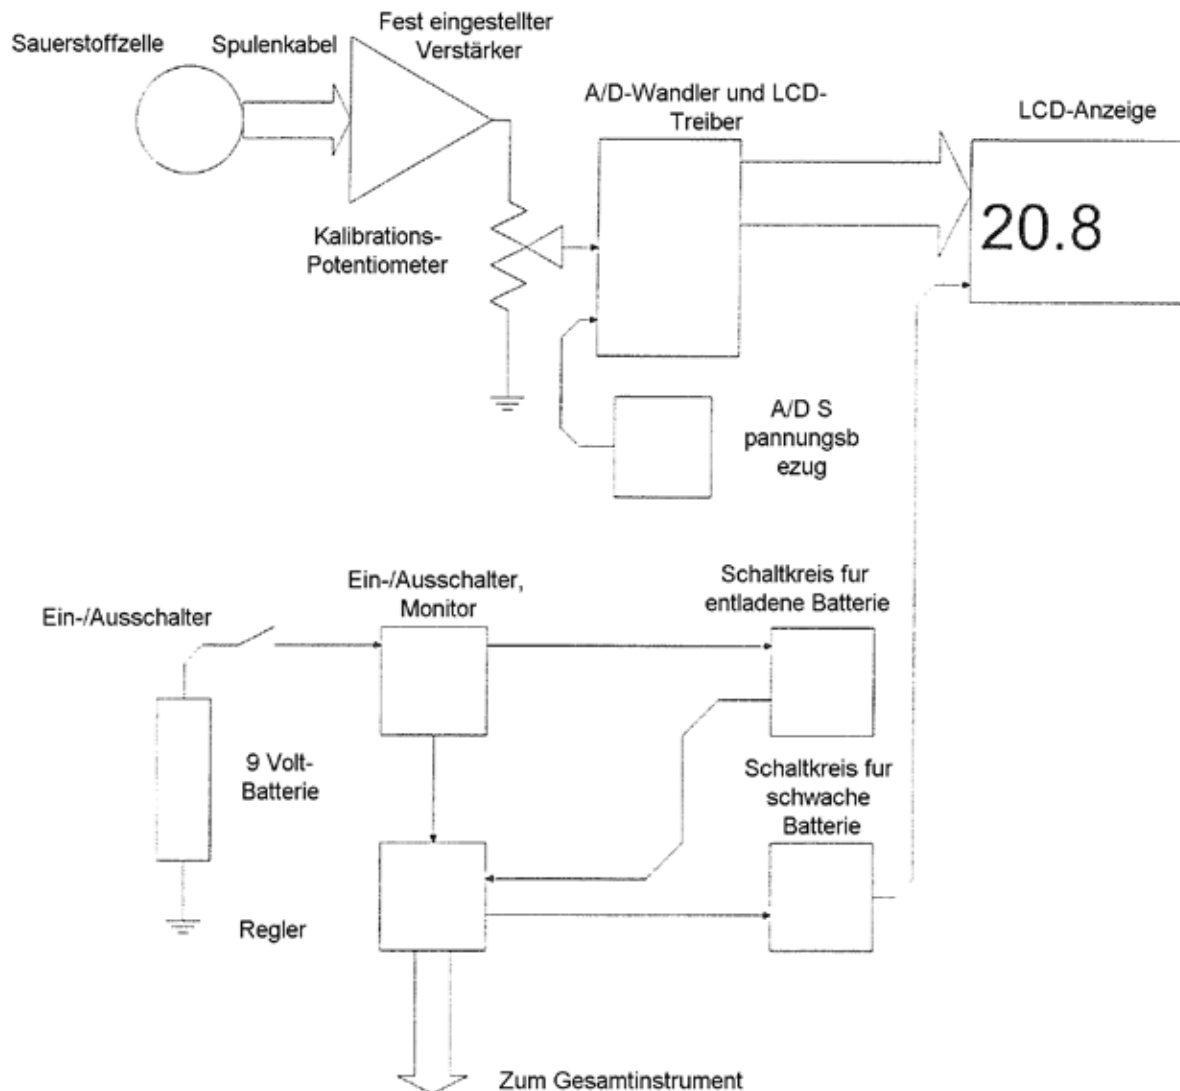 Fest eingestellter
Verstärker
Sauerstoffzelle
Spulenkabel
A/D-Wandler und LCD-
Treiber
LCD-Anzeige
20.8
Kalibrations-
Potentiometer
A/D S
pannungsb
ezug
Ein-/Ausschalter
Ein-/Ausschalter,
Monitor
Schaltkreis fur
entladene Batterie
9 Volt-
Batterie
Schaltkreis fur
schwache
Batterie
Regler
Zum Gesamtinstrument